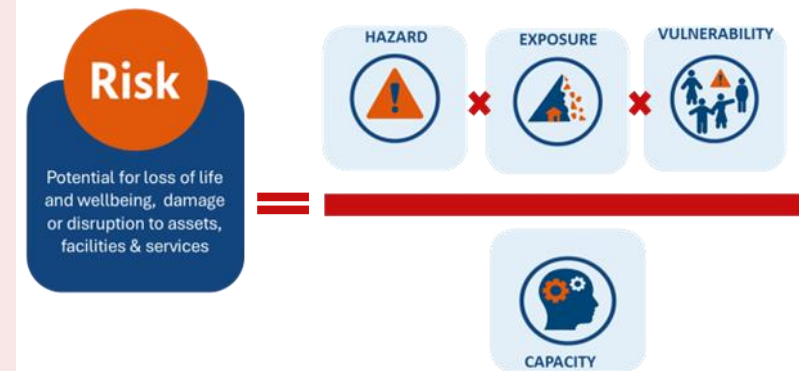 Risk
Potential for loss of life
and wellbeing, damage
or disruption to assets,
facilities & services
HAZARD
EXPOSURE
VULNERABILITY
CAPACITY